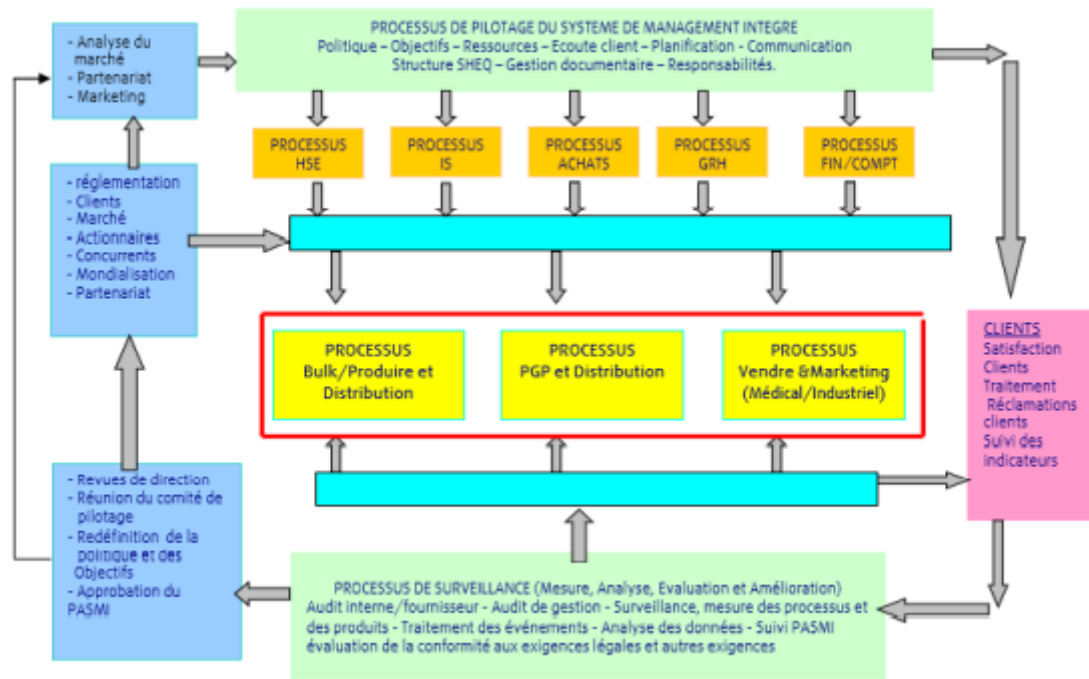 PROCESSUS DE PILOTAGE DU SYSTEME DE MANAGEMENT INTEGRE
Politique – Objectifs – Ressources – Ecoute client – Planification - Communication
Structure SHEQ – Gestion documentaire – Responsabilités.
- Analyse du
marché
- Partenariat
- Marketing
PROCESSUS
HSE
PROCESSUS
IS
PROCESSUS
ACHATS
PROCESSUS
GRH
PROCESSUS
FIN/COMPT
- réglementation
- Clients
- Marché
- Actionnaires
- Concurrents
- Mondialisation
- Partenariat
PROCESSUS
Bulk/Produire et
Distribution
PROCESSUS
PGP et Distribution
PROCESSUS
Vendre &Marketing
(Médical/Industriel)
CLIENTS
Satisfaction
Clients
Traitement
Réclamations
clients
Suivi des
indicateurs
- Revues de direction
- Réunion du comité de
pilotage
- Redéfinition de la
politique et des
Objectifs
- Approbation du
PASMI
PROCESSUS DE SURVEILLANCE (Mesure, Analyse, Evaluation et Amélioration)
Audit interne/fournisseur - Audit de gestion - Surveillance, mesure des processus et
des produits - Traitement des événements - Analyse des données - Suivi PASMI
évaluation de la conformité aux exigences légales et autres exigences